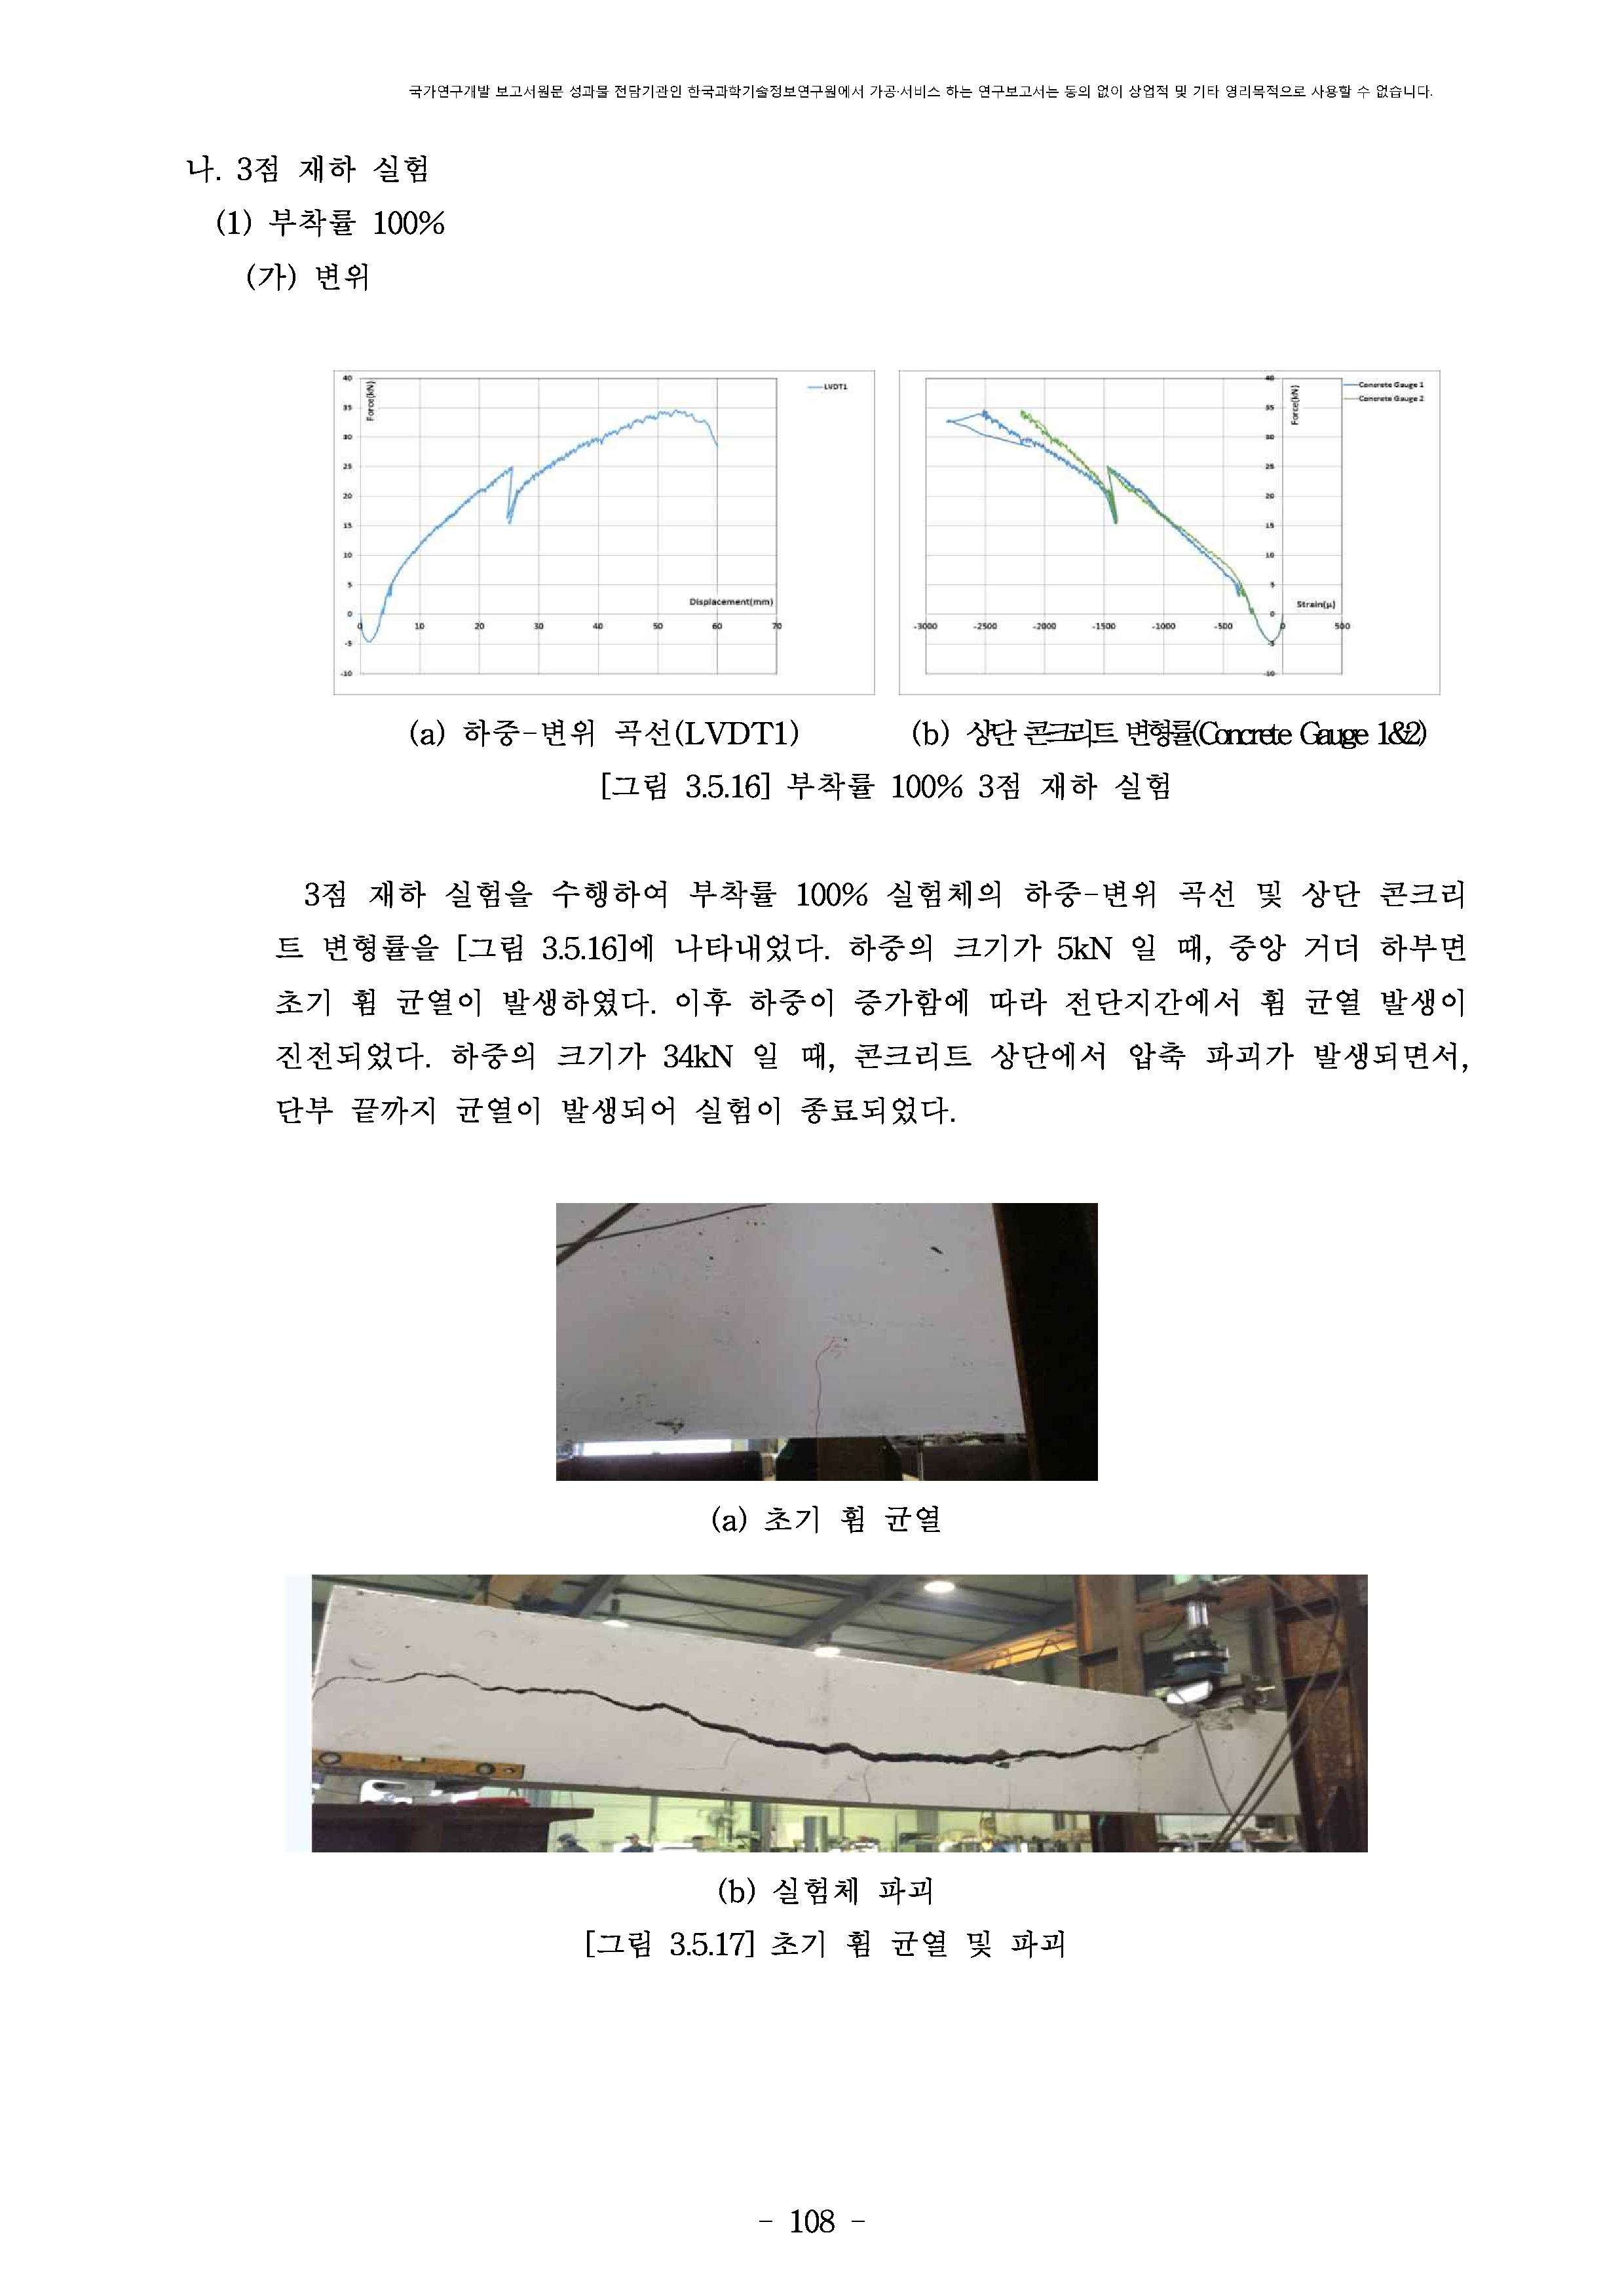 국가연구개발 보고서원문 성과물 전담기관인 한국과학기술정보연구원에서 가공·서비스 하는 연구보고서는 동의 없이 상업적 및 기타 영리목적으로 사용할 수 없습니다.
나. 3점 재하 실험
(1) 부착률 100%
(가) 변위
40
35
30
25
20
15
10
5
0
-5
-10
Force(kN)
Displacement(mm)
0 10 20 30 40 50 60 70
LVDT1
40
35
30
25
20
15
10
5
0
-5
-10
Force(kN)
Strain(μ)
-3000 -2500 -2000 -1500 -1000 -500 0 500
Concrete Gauge 1
Concrete Gauge 2
(a) 하중-변위 곡선(LVDT1)
(b) 상단 콘크리트 변형률(Concrete Gauge 1&2)
[그림 3.5.16] 부착률 100% 3점 재하 실험
3점 재하 실험을 수행하여 부착률 100% 실험체의 하중-변위 곡선 및 상단 콘크리
트 변형률을 [그림 3.5.16]에 나타내었다. 하중의 크기가 5kN 일 때, 중앙 거더 하부면
초기 휨 균열이 발생하였다. 이후 하중이 증가함에 따라 전단지간에서 휨 균열 발생이
진전되었다. 하중의 크기가 34kN 일 때, 콘크리트 상단에서 압축 파괴가 발생되면서,
단부 끝까지 균열이 발생되어 실험이 종료되었다.
(a) 초기 휨 균열
(b) 실험체 파괴
[그림 3.5.17] 초기 휨 균열 및 파괴
- 108 -